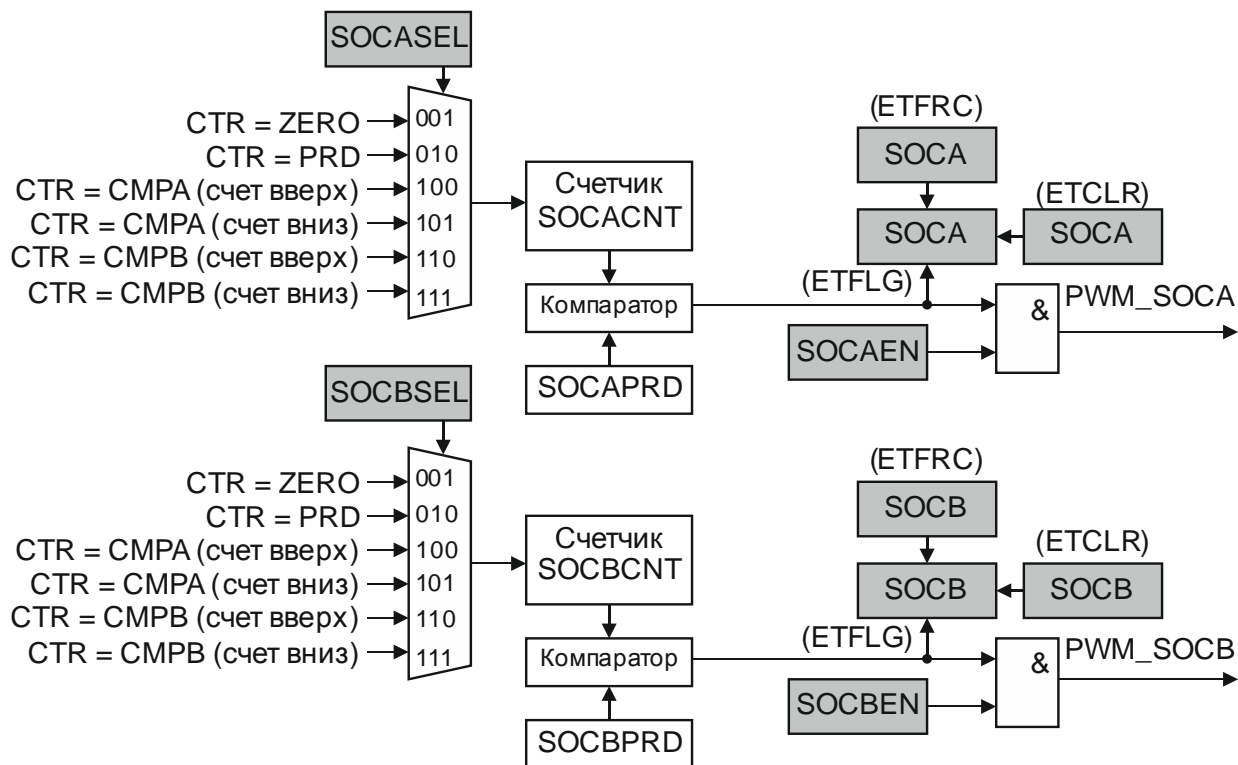 SOCASEL
CTR = ZERO
001
CTR = PRD
010
CTR = CMPA (счет вверх)
100
CTR = CMPA (счет вниз)
101
CTR = CMPB (счет вверх)
110
CTR = CMPB (счет вниз)
111
Счетчик
SOCACNT
Компаратор
SOCAPRD
(ETFRC)
SOCA
(ETCLR)
SOCA
SOCA
(ETFLG)
SOCAEN
&
PWM_SOCA
SOCBSEL
CTR = ZERO
001
CTR = PRD
010
CTR = CMPA (счет вверх)
100
CTR = CMPA (счет вниз)
101
CTR = CMPB (счет вверх)
110
CTR = CMPB (счет вниз)
111
Счетчик
SOCBCNT
Компаратор
SOCBPRD
(ETFRC)
SOCB
(ETCLR)
SOCB
SOCB
(ETFLG)
SOCBEN
&
PWM_SOCB